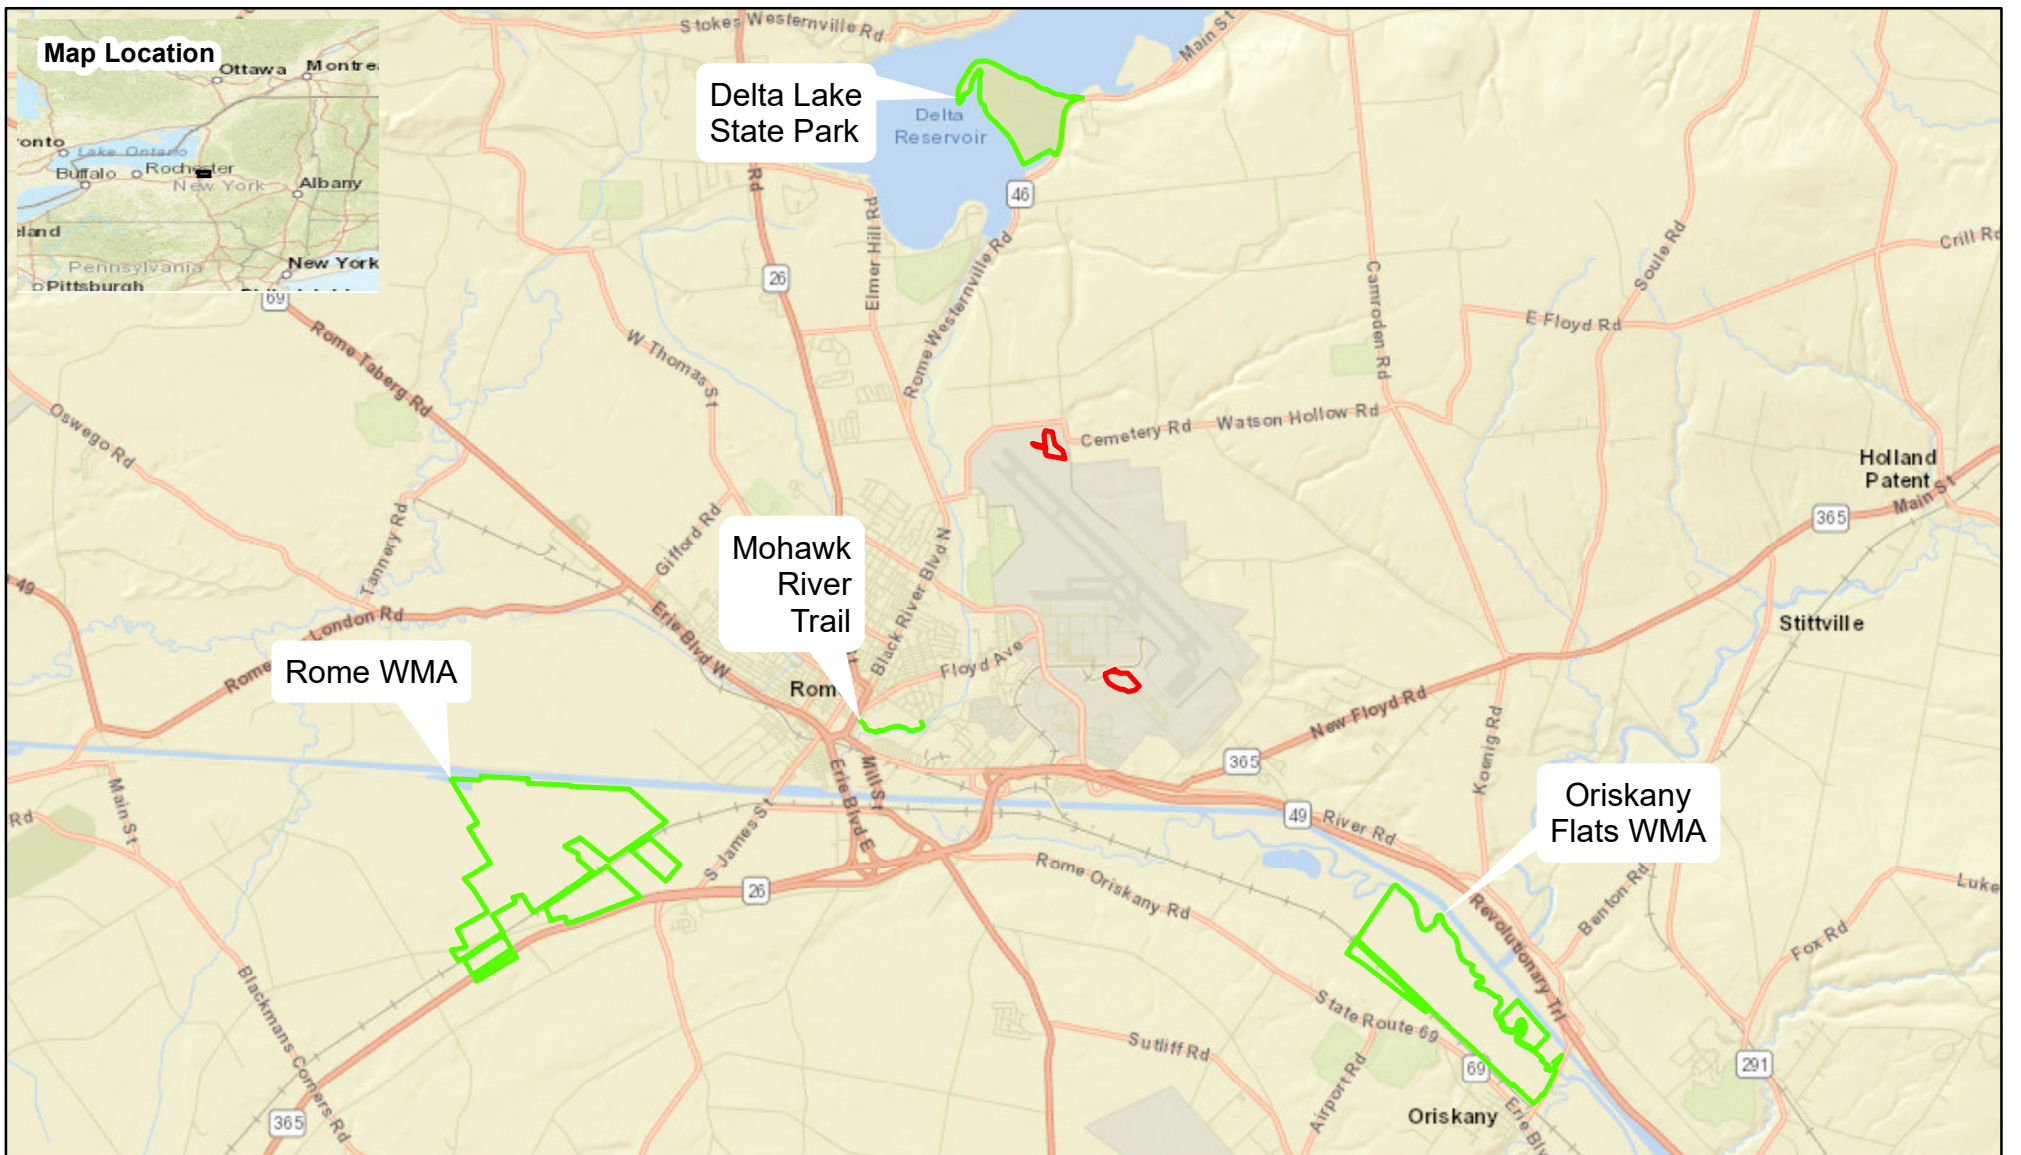 Map Location
Ottawa
Montre
onto
Lake Ontario
Buffalo
Rochester
New York
Albany
eland
Pennsylvania
New York
Pittsburgh
Stokes Westernville Rd
Main St
Delta Lake
State Park
Delta
Reservoir
46
Rd
26
Elmer Hill Rd
Rome Westernville Rd
69
Rome Taberg Rd
W Thomas St
Oswego Rd
Camroden Rd
Soule Rd
Crill Rd
E Floyd Rd
Cemetery Rd
Watson Hollow Rd
Holland
Patent
Main St
365
Tannery Rd
Gifford Rd
Mohawk
River
Trail
Black River Blvd N
49
London Rd
Rome
Erie Blvd W
Floyd Ave
Stittville
Rome WMA
Rom
New Floyd Rd
Koenig Rd
365
Main St
Rd
Erie Blvd E
Mill St
S James St
49
River Rd
Oriskany
Flats WMA
26
Rome Oriskany Rd
Revolutionary Trl
Benton Rd
Luke
Fox Rd
Blackmans Corners Rd
State Route 69
Sutliff Rd
Airport Rd
69
291
365
Oriskany
Erie Blv